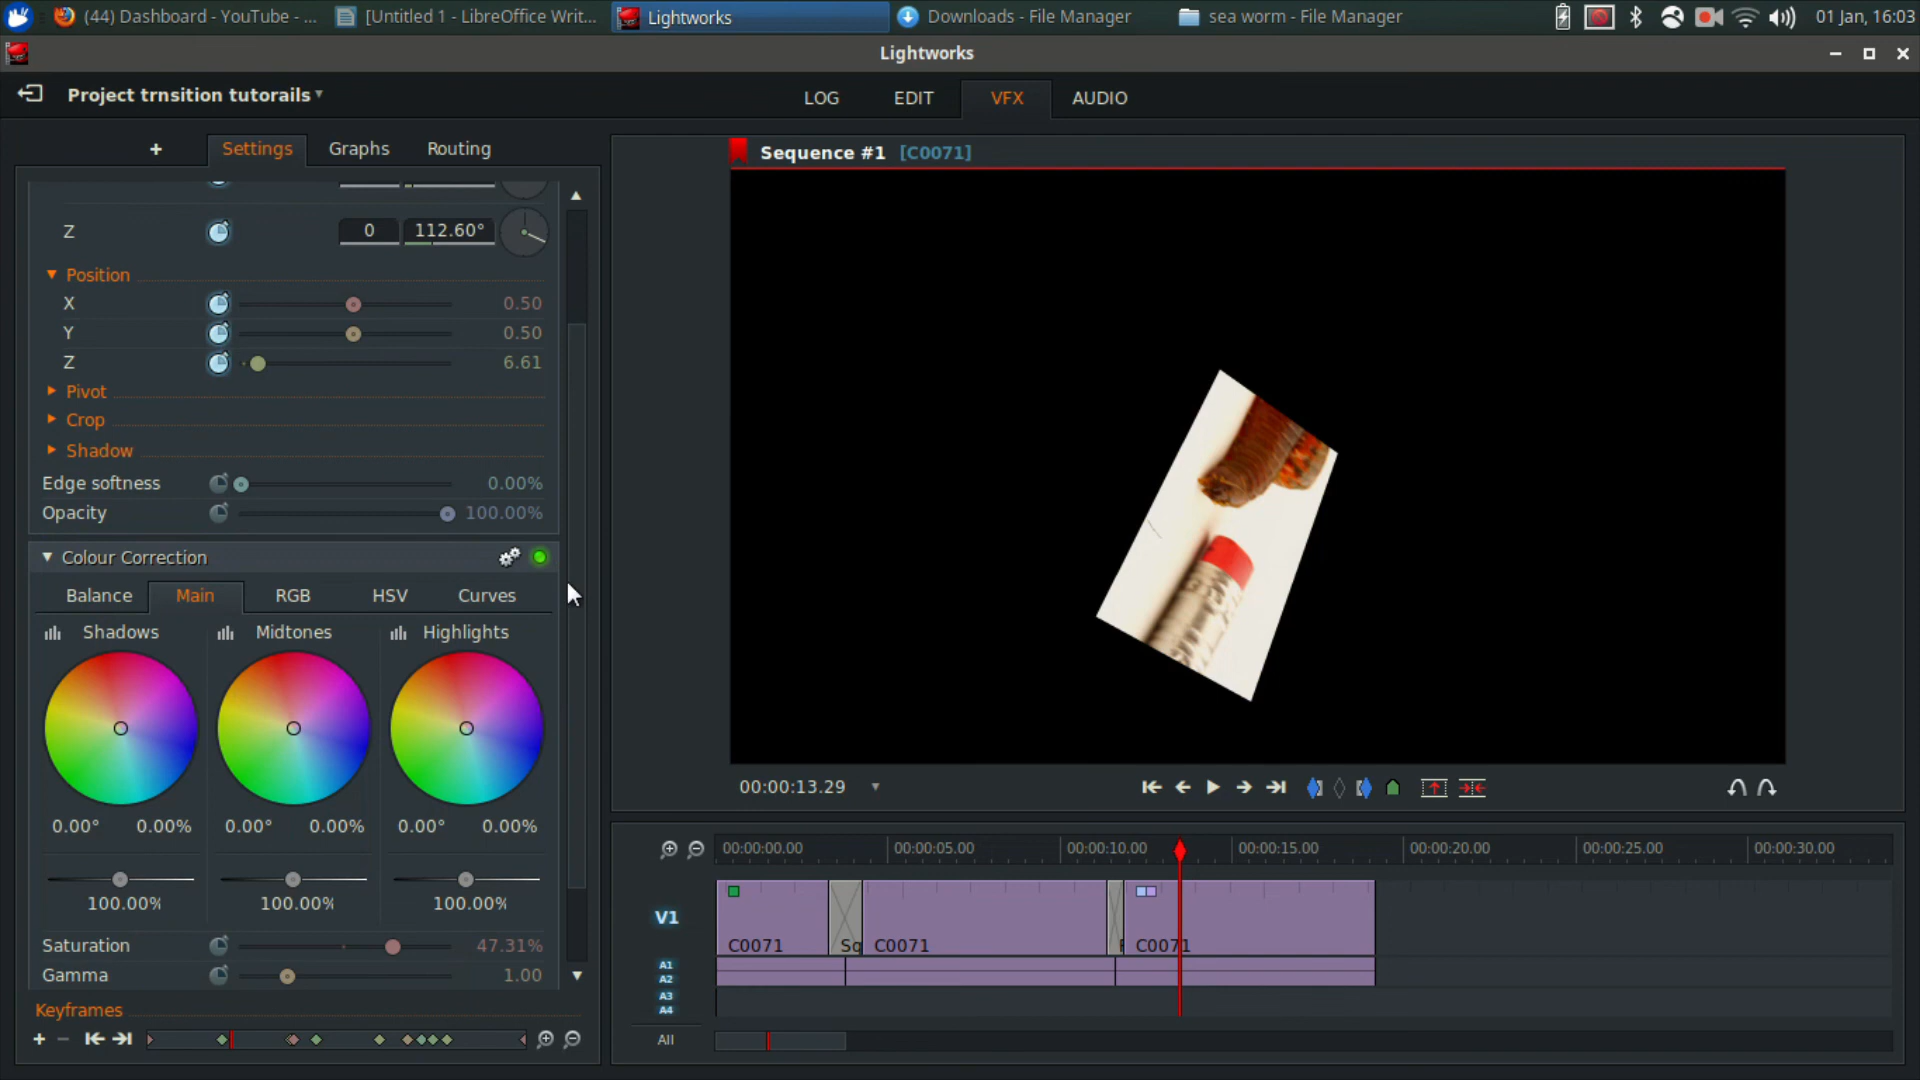 (44) Dashboard - YouTube - ...
[Untitled 1 - LibreOffice Writ...
Lightworks
Downloads - File Manager
sea worm - File Manager
01 Jan, 16:03
Lightworks
Project trnsition tutorails
LOG
EDIT
VFX
AUDIO
+
Settings
Graphs
Routing
Sequence #1 [C0071]
Z 0 112.60°
Position
X 0.50
Y 0.50
Z 6.61
Pivot
Crop
Shadow
Edge softness 0.00%
Opacity 100.00%
Colour Correction
Balance Main RGB HSV Curves
Shadows Midtones Highlights
0.00° 0.00% 0.00° 0.00% 0.00° 0.00%
100.00% 100.00% 100.00%
Saturation 47.31%
Gamma 1.00
Keyframes
00:00:13.29
00:00:00.00 00:00:05.00 00:00:10.00 00:00:15.00 00:00:20.00 00:00:25.00 00:00:30.00
V1
C0071 Sq C0071 C0071
A1
A2
A3
A4
All